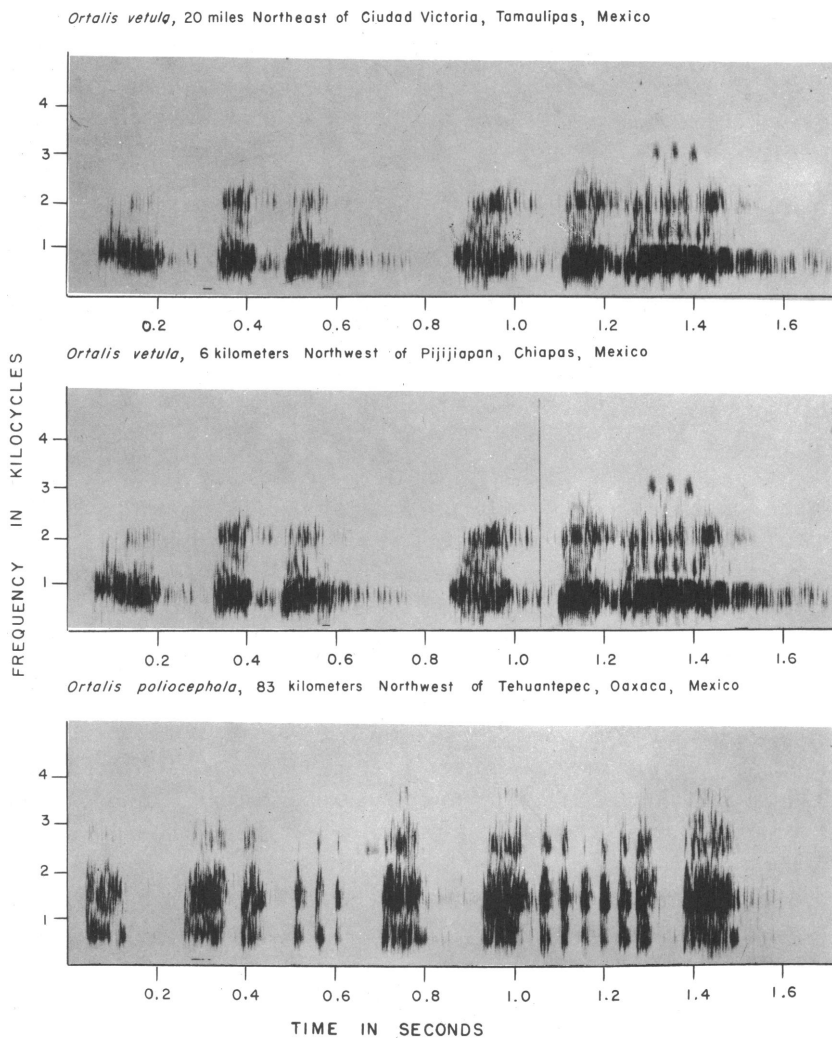 Ortalis vetula, 20 miles Northeast of Ciudad Victoria, Tamaulipas, Mexico
4
3
2
1
0.2 0.4 0.6 0.8 1.0 1.2 1.4 1.6
Ortalis vetula, 6 kilometers Northwest of Pijijiapan, Chiapas, Mexico
4
3
2
1
0.2 0.4 0.6 0.8 1.0 1.2 1.4 1.6
Ortalis poliocephala, 83 kilometers Northwest of Tehuantepec, Oaxaca, Mexico
4
3
2
1
0.2 0.4 0.6 0.8 1.0 1.2 1.4 1.6
FREQUENCY IN KILOCYCLES
TIME IN SECONDS